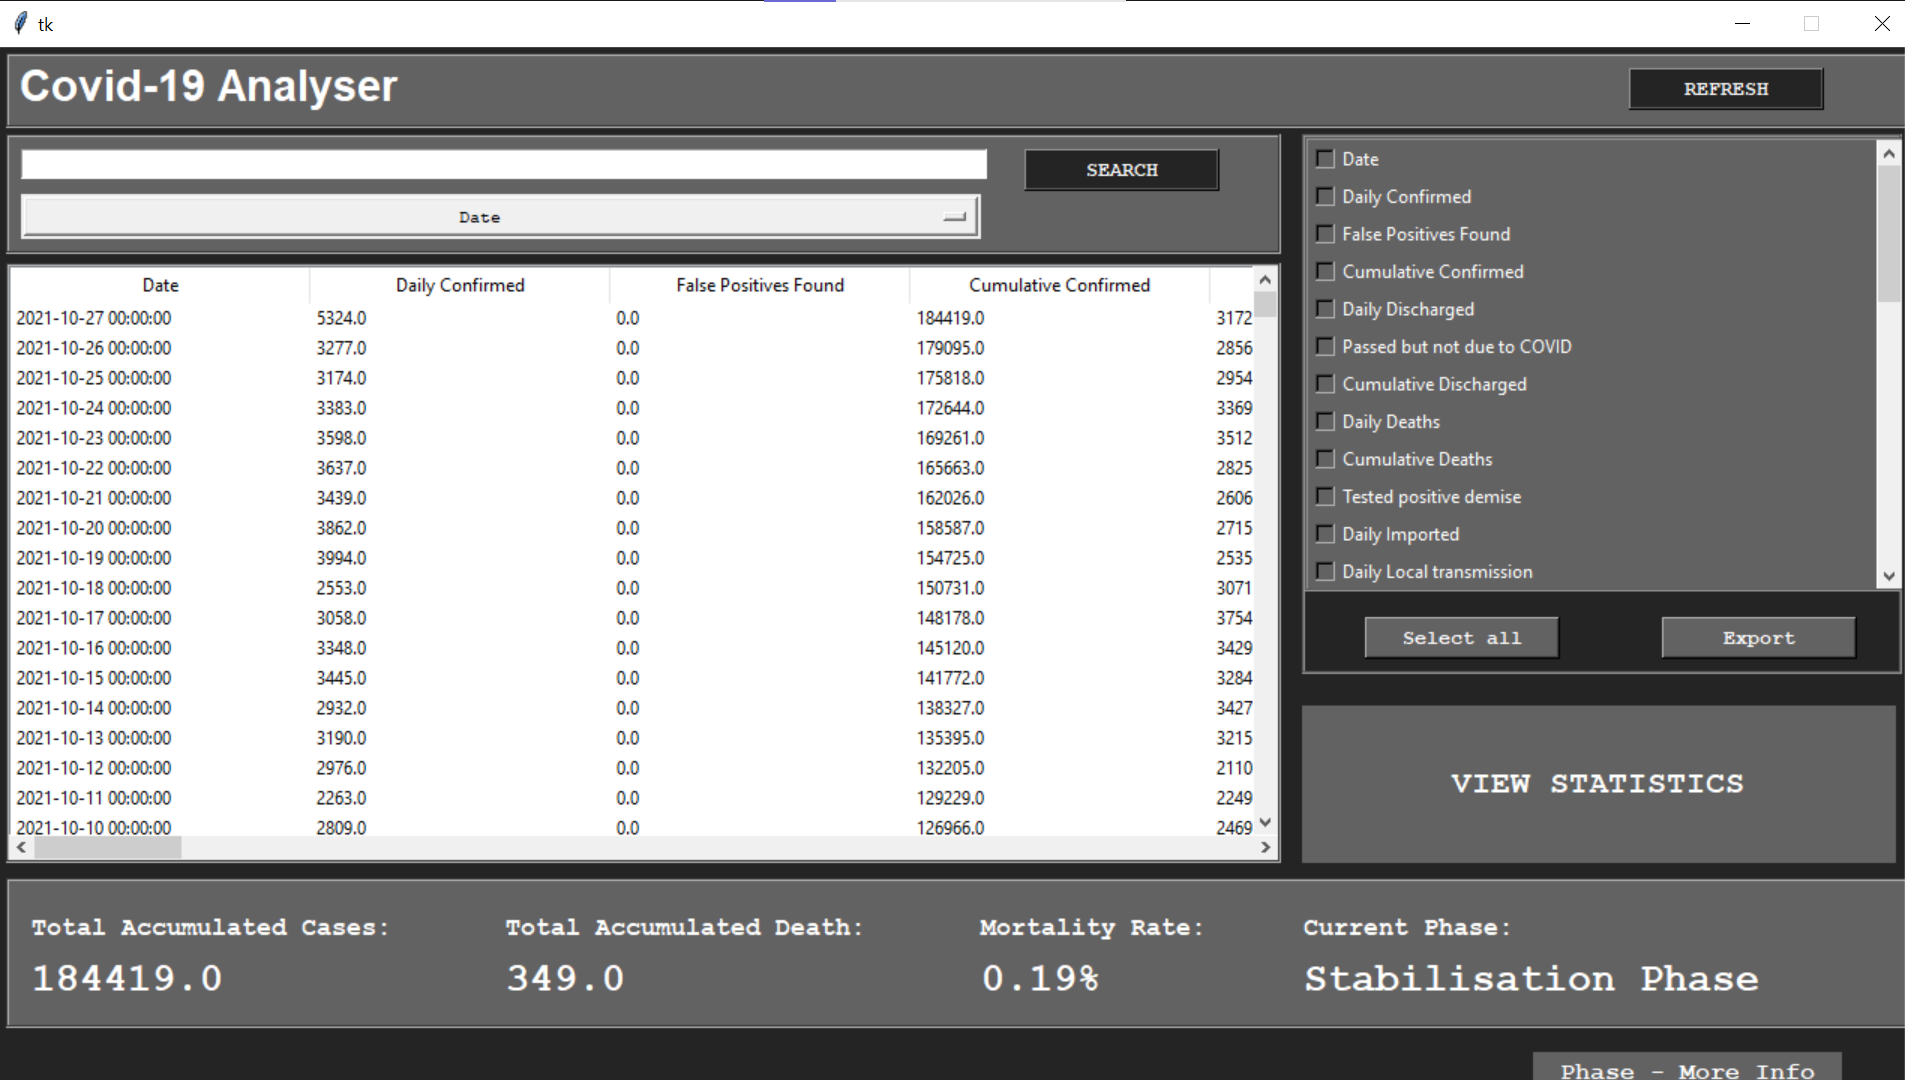 tk
Covid-19 Analyser
REFRESH
SEARCH
Date
Date Daily Confirmed False Positives Found Cumulative Confirmed
2021-10-27 00:00:00 5324.0 0.0 184419.0 3172
2021-10-26 00:00:00 3277.0 0.0 179095.0 2856
2021-10-25 00:00:00 3174.0 0.0 175818.0 2954
2021-10-24 00:00:00 3383.0 0.0 172644.0 3369
2021-10-23 00:00:00 3598.0 0.0 169261.0 3512
2021-10-22 00:00:00 3637.0 0.0 165663.0 2825
2021-10-21 00:00:00 3439.0 0.0 162026.0 2606
2021-10-20 00:00:00 3862.0 0.0 158587.0 2715
2021-10-19 00:00:00 3994.0 0.0 154725.0 2535
2021-10-18 00:00:00 2553.0 0.0 150731.0 3071
2021-10-17 00:00:00 3058.0 0.0 148178.0 3754
2021-10-16 00:00:00 3348.0 0.0 145120.0 3429
2021-10-15 00:00:00 3445.0 0.0 141772.0 3284
2021-10-14 00:00:00 2932.0 0.0 138327.0 3427
2021-10-13 00:00:00 3190.0 0.0 135395.0 3215
2021-10-12 00:00:00 2976.0 0.0 132205.0 2110
2021-10-11 00:00:00 2263.0 0.0 129229.0 2249
2021-10-10 00:00:00 2809.0 0.0 126966.0 2469
Date
Daily Confirmed
False Positives Found
Cumulative Confirmed
Daily Discharged
Passed but not due to COVID
Cumulative Discharged
Daily Deaths
Cumulative Deaths
Tested positive demise
Daily Imported
Daily Local transmission
Select all Export
VIEW STATISTICS
Total Accumulated Cases: Total Accumulated Death: Mortality Rate: Current Phase:
184419.0 349.0 0.19% Stabilisation Phase
Phase - More Info